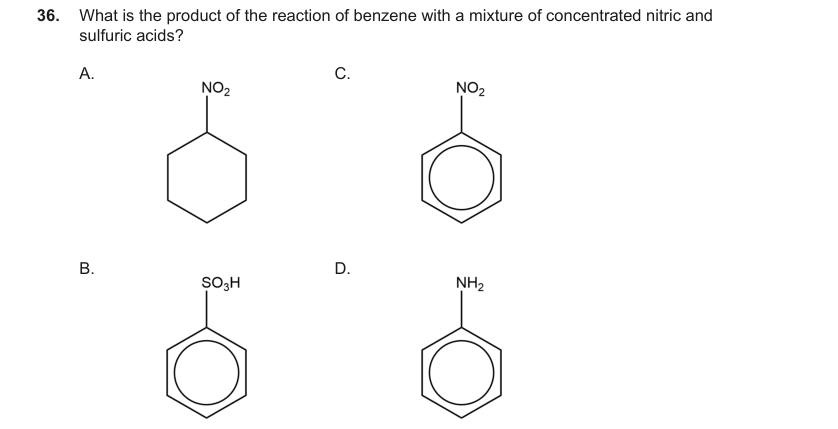 36. What is the product of the reaction of benzene with a mixture of concentrated nitric and
sulfuric acids?
A.
NO₂
C.
NO₂
B.
SO₃H
D.
NH₂